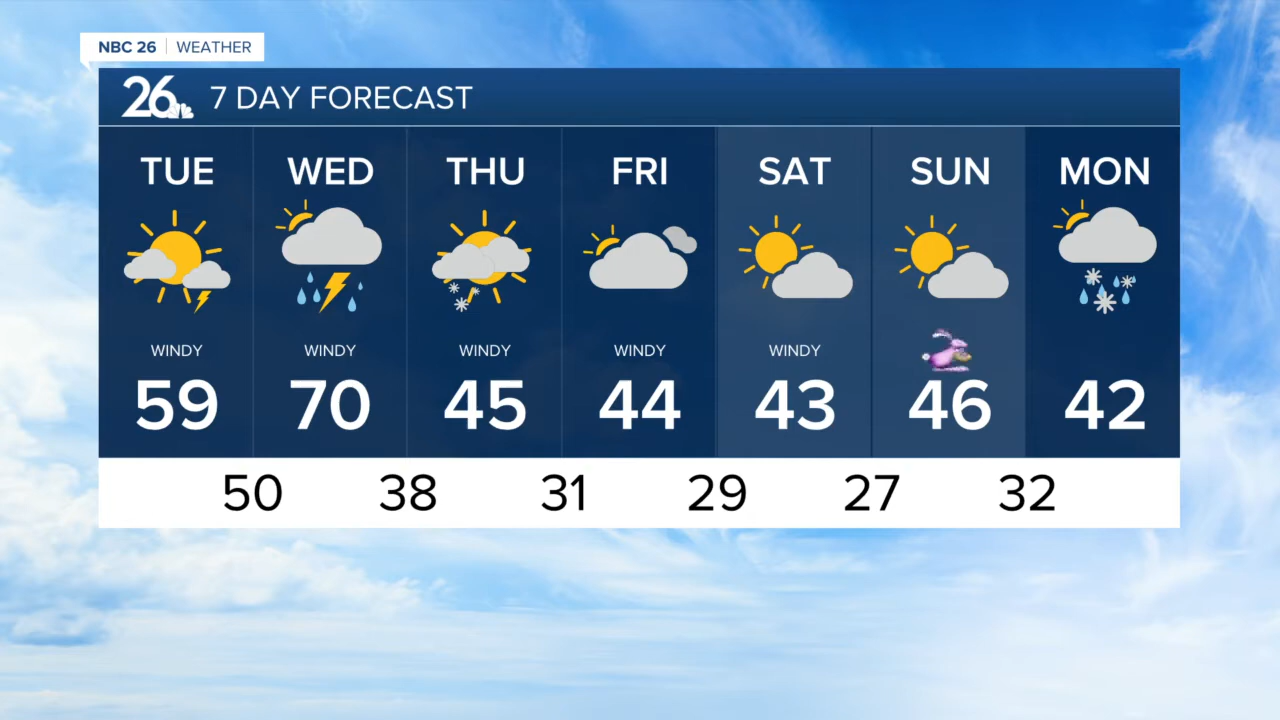 NBC 26 | WEATHER
26 7 DAY FORECAST
TUE WED THU FRI SAT SUN MON
WINDY WINDY WINDY WINDY WINDY
59 70 45 44 43 46 42
50 38 31 29 27 32